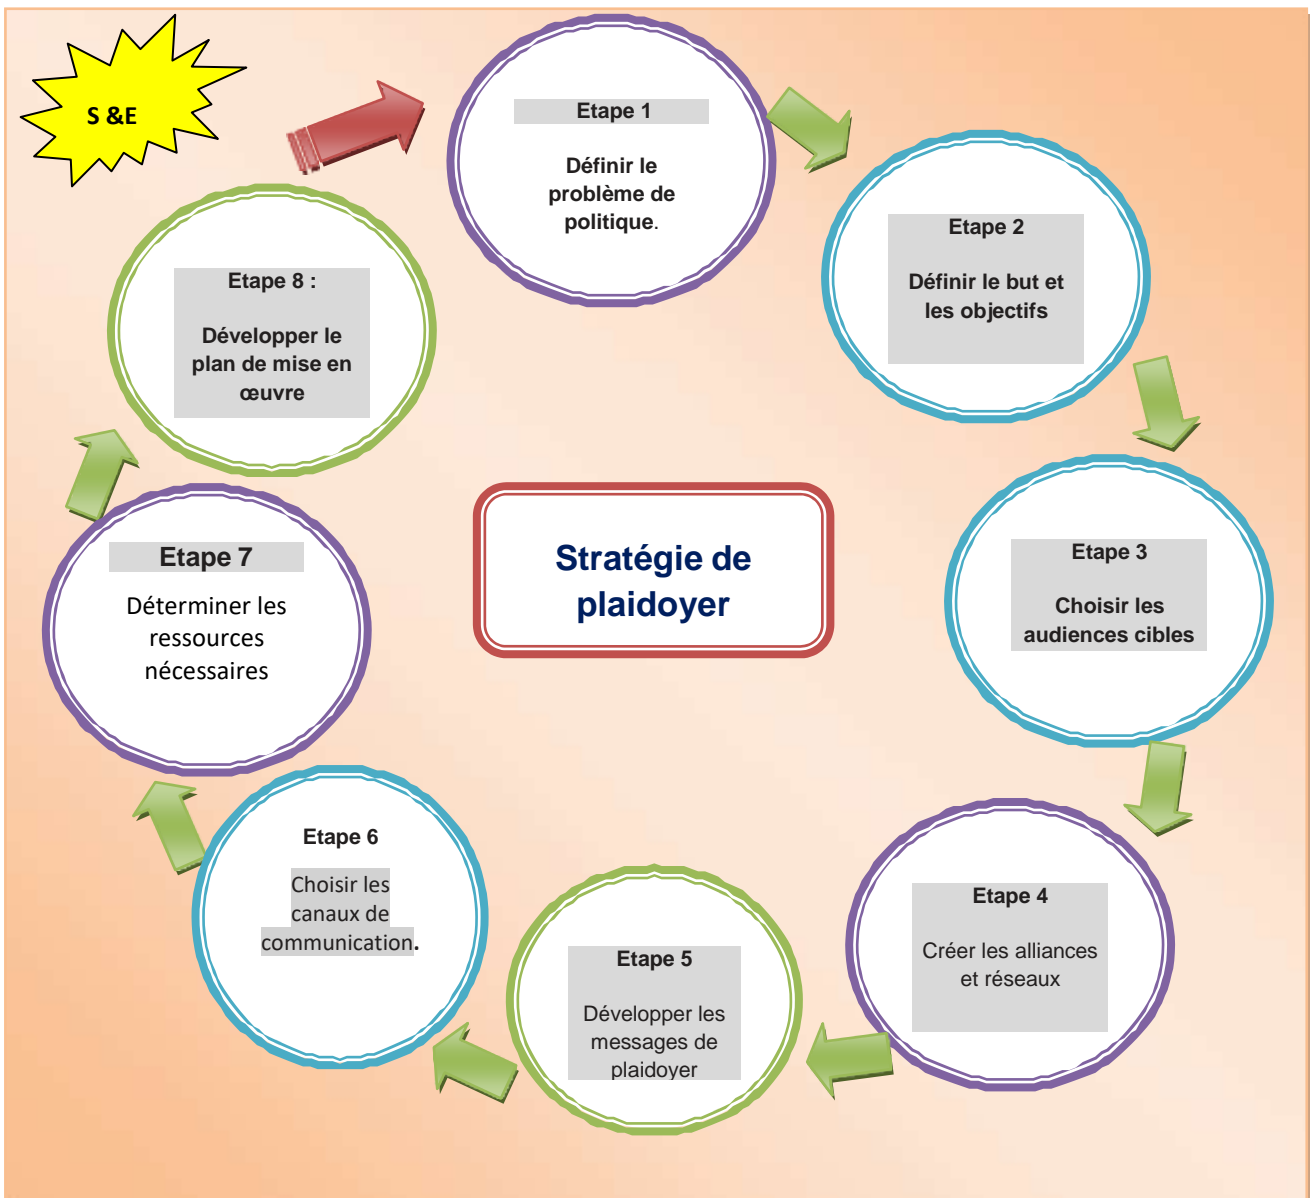 S &E
Etape 1
Définir le
problème de
politique.
Etape 2
Définir le but et
les objectifs
Etape 3
Choisir les
audiences cibles
Etape 4
Créer les alliances
et réseaux
Etape 5
Développer les
messages de
plaidoyer
Etape 6
Choisir les
canaux de
communication.
Etape 7
Déterminer les
ressources
nécessaires
Etape 8 :
Développer le
plan de mise en
œuvre
Stratégie de
plaidoyer